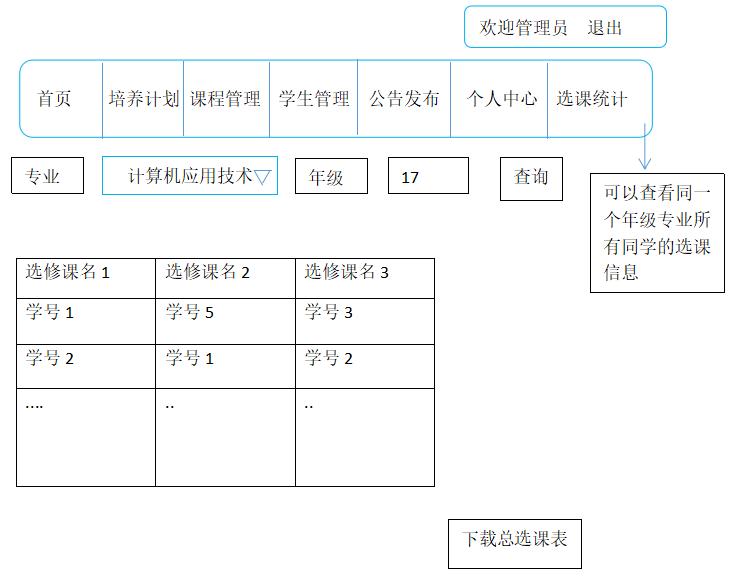 欢迎管理员 退出
首页 培养计划 课程管理 学生管理 公告发布 个人中心 选课统计
专业 计算机应用技术 年级 17 查询
可以查看同一
个年级专业所
有同学的选课
信息
选修课名 1 选修课名 2 选修课名 3
学号 1 学号 5 学号 3
学号 2 学号 1 学号 2
.... .. ..
下载总选课表